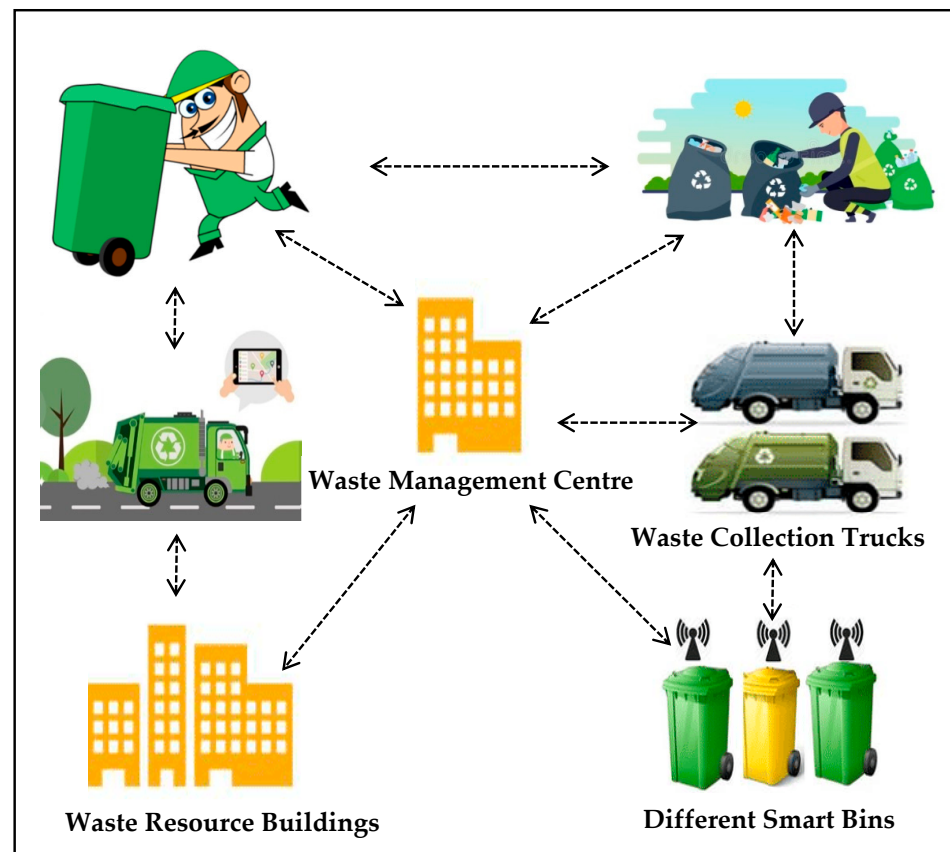 Waste Management Centre
Waste Collection Trucks
Waste Resource Buildings
Different Smart Bins